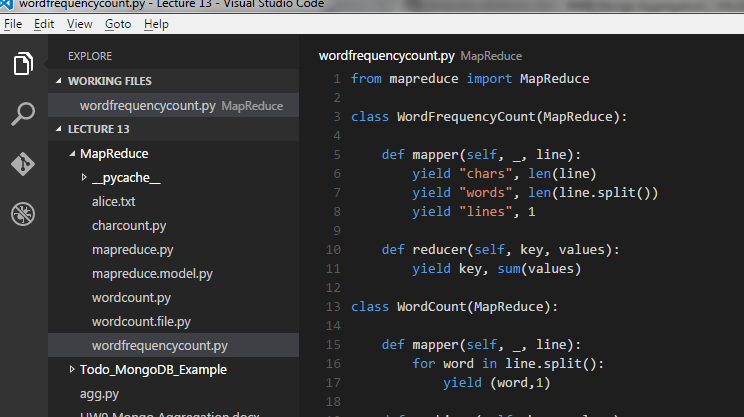 wordfrequencycount.py - Lecture 13 - Visual Studio Code
File Edit View Goto Help
EXPLORE
WORKING FILES
wordfrequencycount.py MapReduce
LECTURE 13
MapReduce
__pycache__
alice.txt
charcount.py
mapreduce.py
mapreduce.model.py
wordcount.py
wordcount.file.py
wordfrequencycount.py
Todo_MongoDB_Example
agg.py
HW9 Mongo Aggregation.docx
wordfrequencycount.py MapReduce
1 from mapreduce import MapReduce
2
3 class WordFrequencyCount(MapReduce):
4
5 def mapper(self, _, line):
6 yield "chars", len(line)
7 yield "words", len(line.split())
8 yield "lines", 1
9
10 def reducer(self, key, values):
11 yield key, sum(values)
12
13 class WordCount(MapReduce):
14
15 def mapper(self, _, line):
16 for word in line.split():
17 yield (word,1)
18